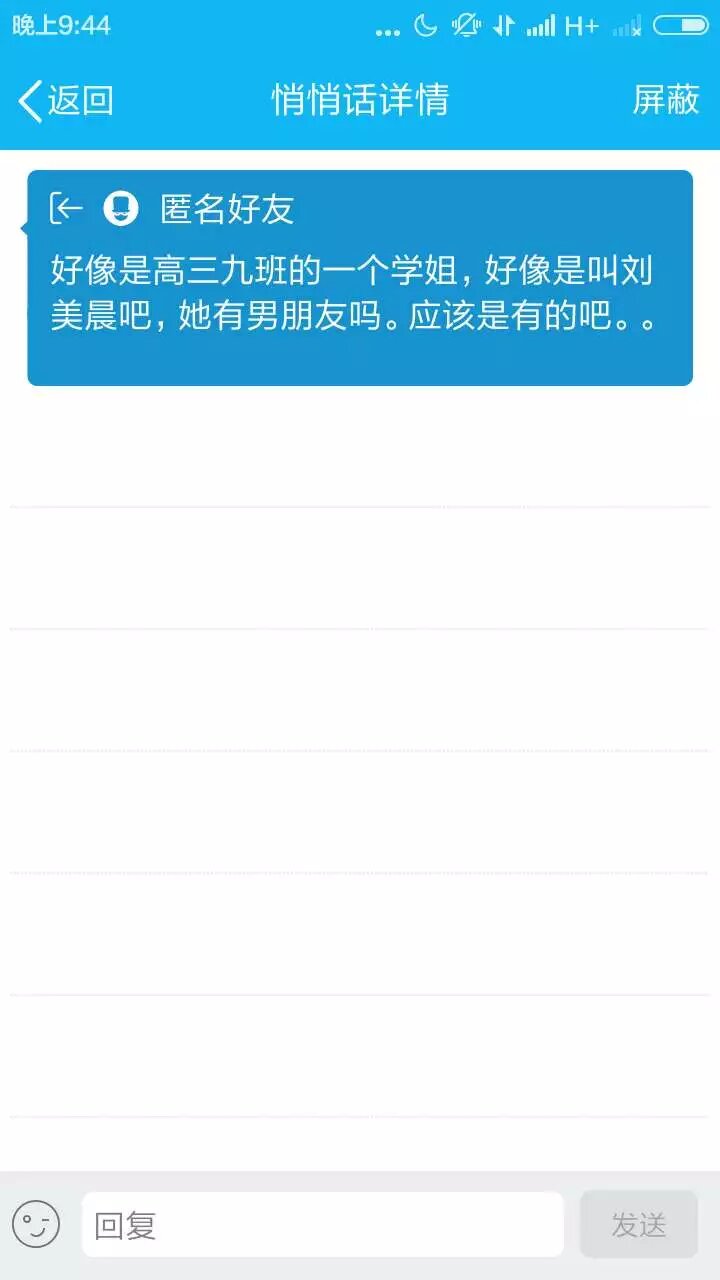 晚上9:44
H+
返回
悄悄话详情
屏蔽
匿名好友
好像是高三九班的一个学姐，好像是叫刘
美晨吧，她有男朋友吗。应该是有的吧。。
回复
发送